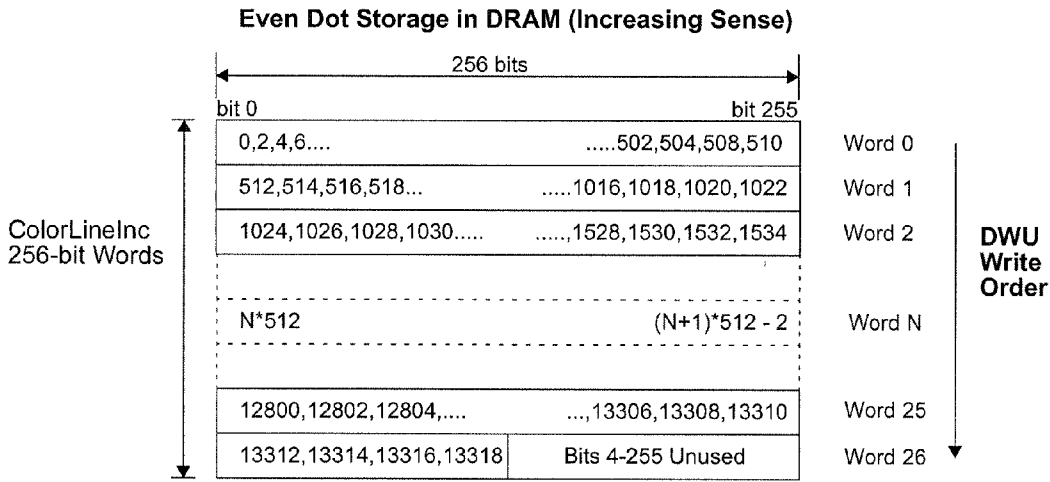 Even Dot Storage in DRAM (Increasing Sense)
256 bits
bit 0 bit 255
0,2,4,6.... .....502,504,508,510 Word 0
512,514,516,518... .....1016,1018,1020,1022 Word 1
1024,1026,1028,1030..... .....,1528,1530,1532,1534 Word 2
ColorLineInc
256-bit Words
DWU
Write
Order
N*512 (N+1)*512 - 2 Word N
12800,12802,12804,.... ...,13306,13308,13310 Word 25
13312,13314,13316,13318 Bits 4-255 Unused Word 26